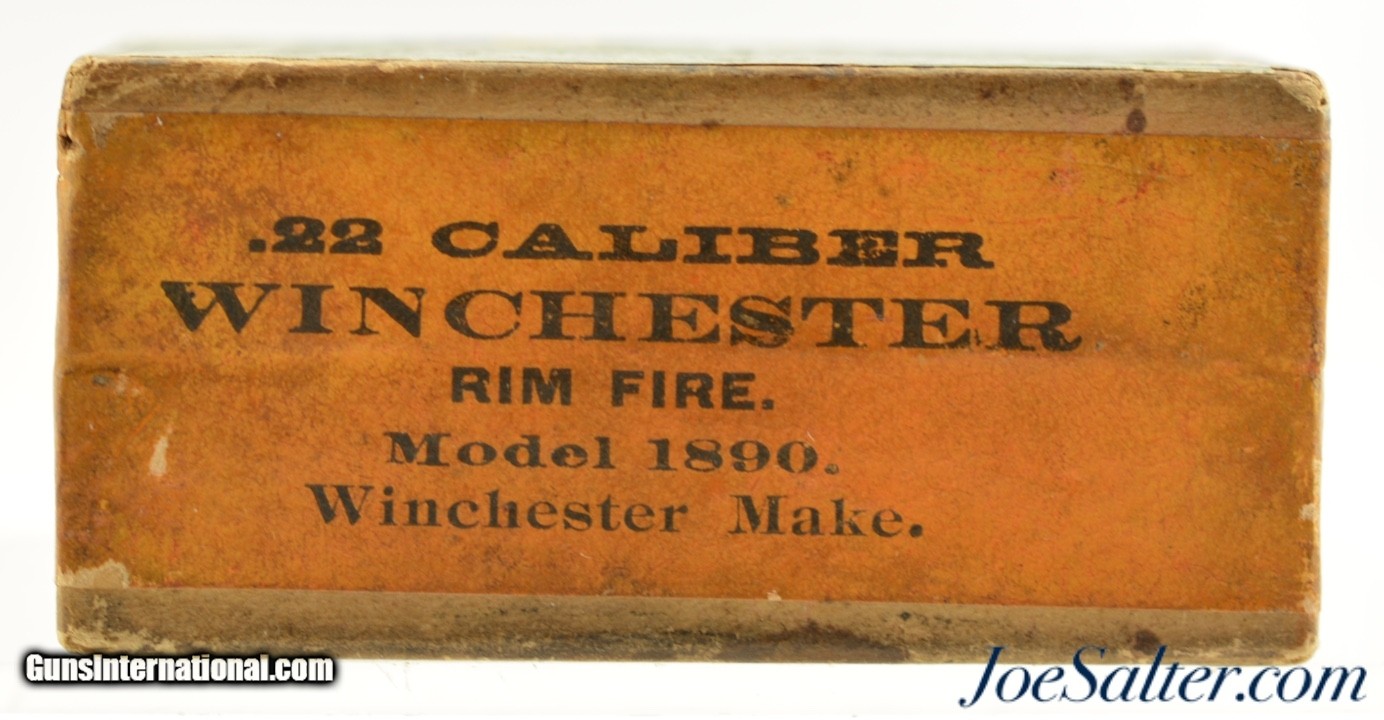 .22 CALIBER
WINCHESTER
RIM FIRE.
Model 1890.
Winchester Make.
GunsInternational.com
JoeSalter.com